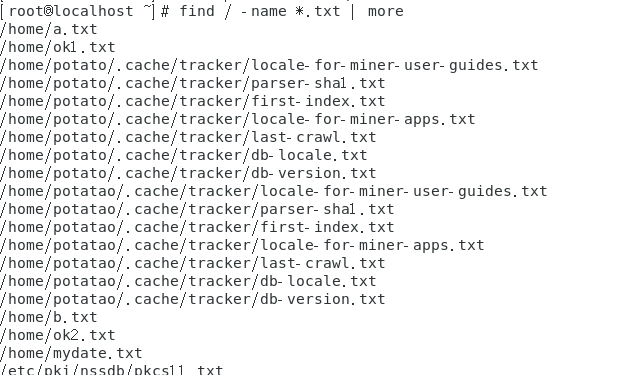 [root@localhost ~]# find / -name *.txt | more
/home/a.txt
/home/ok1.txt
/home/potato/.cache/tracker/locale-for-miner-user-guides.txt
/home/potato/.cache/tracker/parser-sha1.txt
/home/potato/.cache/tracker/first-index.txt
/home/potato/.cache/tracker/locale-for-miner-apps.txt
/home/potato/.cache/tracker/last-crawl.txt
/home/potato/.cache/tracker/db-locale.txt
/home/potato/.cache/tracker/db-version.txt
/home/potatao/.cache/tracker/locale-for-miner-user-guides.txt
/home/potatao/.cache/tracker/parser-sha1.txt
/home/potatao/.cache/tracker/first-index.txt
/home/potatao/.cache/tracker/locale-for-miner-apps.txt
/home/potatao/.cache/tracker/last-crawl.txt
/home/potatao/.cache/tracker/db-locale.txt
/home/potatao/.cache/tracker/db-version.txt
/home/b.txt
/home/ok2.txt
/home/mydate.txt
/etc/pki/nssdb/pkcs11.txt